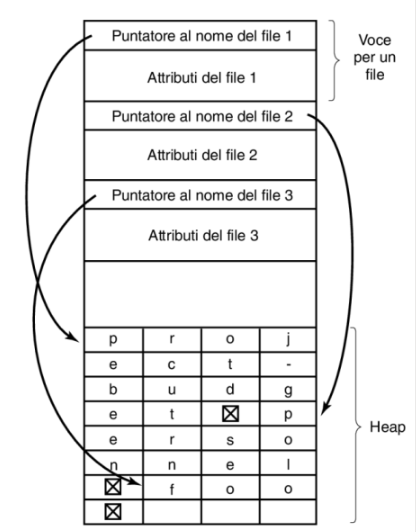 Puntatore al nome del file 1
Attributi del file 1
Voce
per un
file
Puntatore al nome del file 2
Attributi del file 2
Puntatore al nome del file 3
Attributi del file 3
p r o j
e c t -
b u d g
e t ☒ p
e r s o
n n e l
☒ f o o
☒
Heap